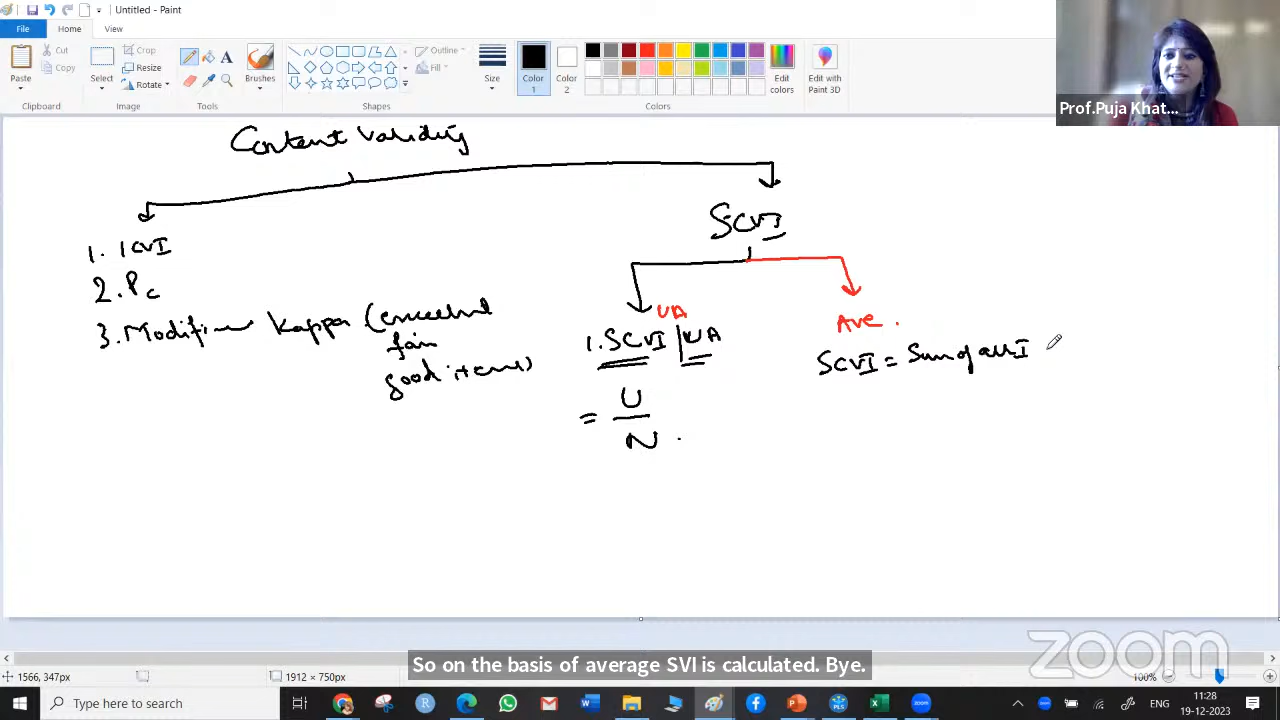 Untitled - Paint
File
Home
View
Paste
Cut
Copy
Clipboard
Select
Crop
Resize
Rotate
Image
Tools
Brushes
Shapes
Outline
Fill
Size
Color 1
Color 2
Colors
Edit colors
Edit with Paint 3D
Prof.Puja Khat...
Content Validity
1. ICVI
2. Pc
3. Modified Kappa (excellent
fair
good items)
SCVI
UA
1. SCVI | UA
= U
N .
Ave .
SCVI = Sum of all I
zoom
So on the basis of average SVI is calculated. Bye.
1566, 347px
1912 × 750px
100%
Type here to search
ENG
11:28
19-12-2023